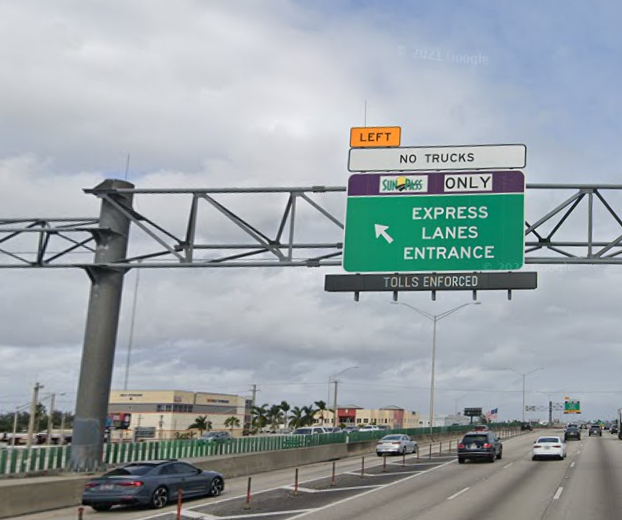 © 2021 Google
LEFT
NO TRUCKS
SUNPASS ONLY
EXPRESS
LANES
ENTRANCE
TOLLS ENFORCED